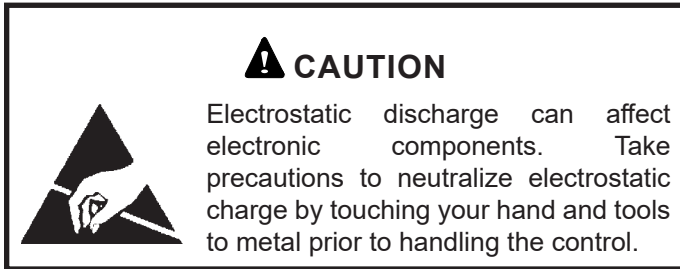 CAUTION
Electrostatic discharge can affect
electronic components. Take
precautions to neutralize electrostatic
charge by touching your hand and tools
to metal prior to handling the control.